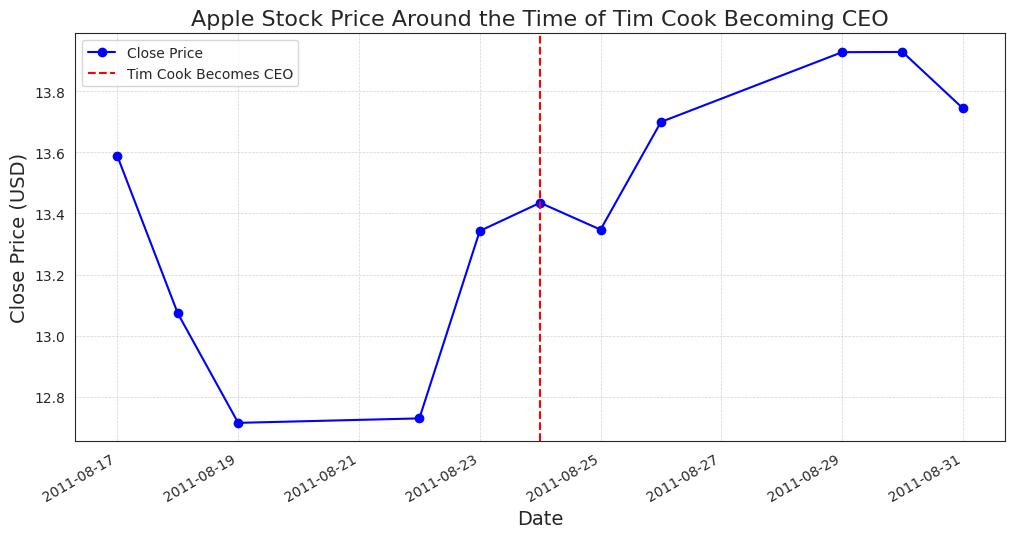 Apple Stock Price Around the Time of Tim Cook Becoming CEO
Close Price
Tim Cook Becomes CEO
Close Price (USD)
13.8
13.6
13.4
13.2
13.0
12.8
2011-08-17
2011-08-19
2011-08-21
2011-08-23
2011-08-25
2011-08-27
2011-08-29
2011-08-31
Date